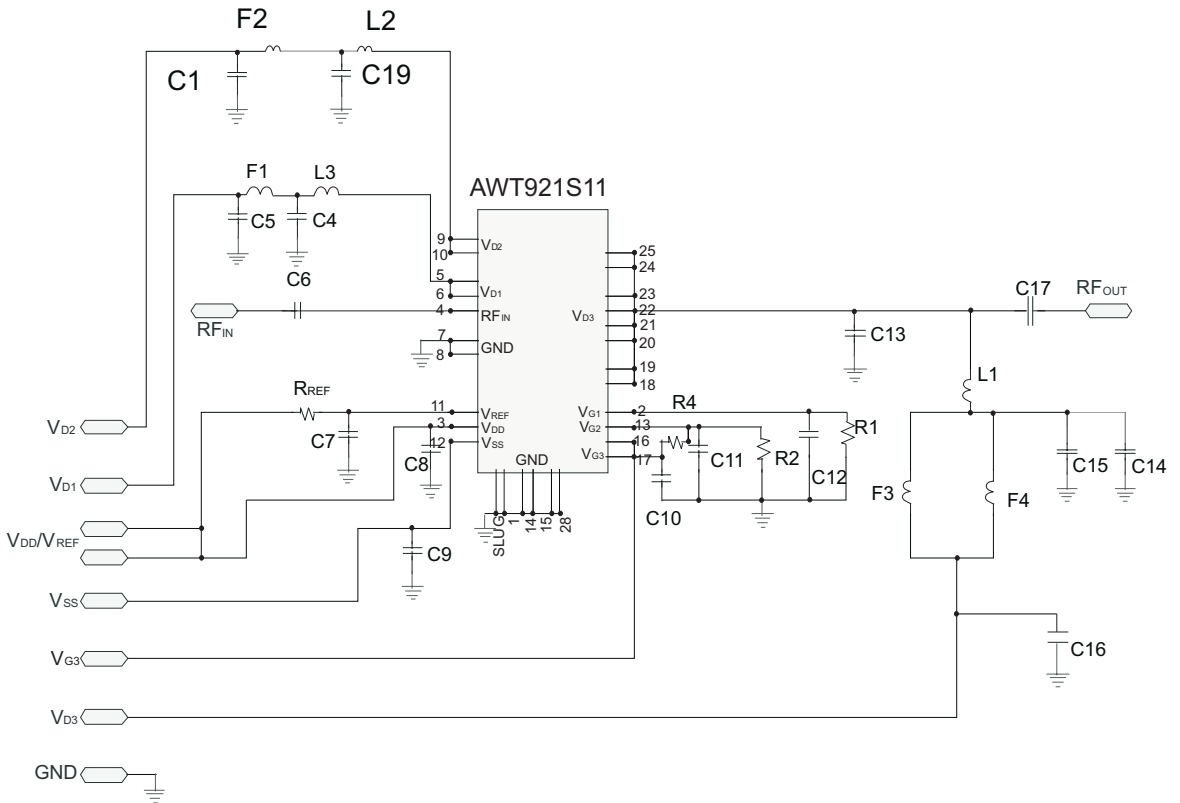 F2
L2
C1
C19
F1
L3
C5
C4
AWT921S11
9
10
VD2
5
6
VD1
C6
4
RFIN
RFIN
7
8
GND
25
24
23
22
21
20
19
18
VD3
C13
C17
RFOUT
L1
RREF
11
VREF
3
VDD
12
VSS
C7
C8
VG1
2
VG2
13
16
VG3
17
R4
C11
R2
C12
R1
C10
C15
C14
F3
F4
GND
SLUG
1
14
15
28
C9
VD2
VD1
VDD/VREF
VSS
VG3
C16
VD3
GND